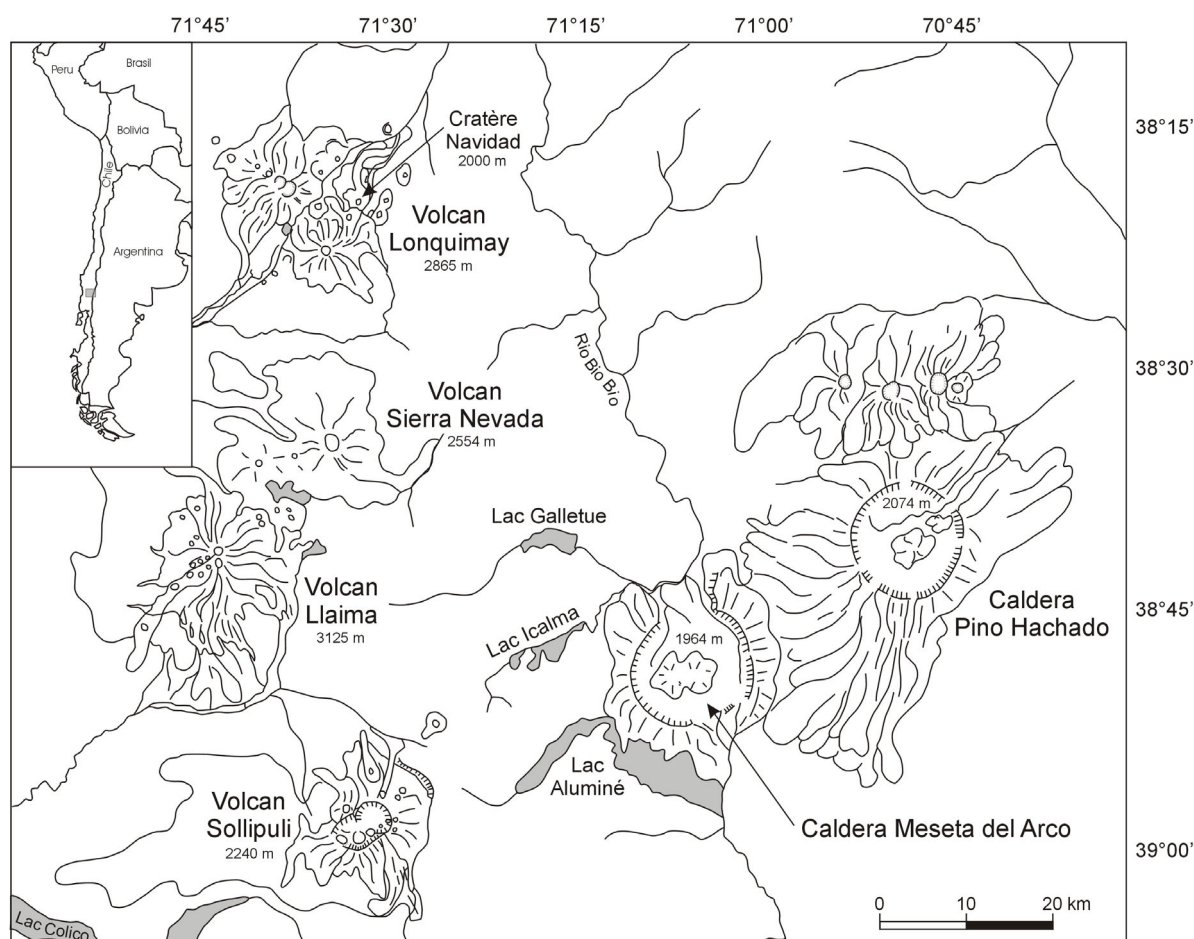 71°45’ 71°30’ 71°15’ 71°00’ 70°45’
Peru
Brasil
Bolivia
Chile
Argentina
Cratère
Navidad
2000 m
38°15’
Volcan
Lonquimay
2865 m
Rio Bio Bio
38°30’
Volcan
Sierra Nevada
2554 m
2074 m
Lac Galletue
Volcan
Llaima
3125 m
38°45’
Caldera
Pino Hachado
Lac Icalma
1964 m
Lac
Aluminé
Volcan
Sollipuli
2240 m
Caldera Meseta del Arco
39°00’
0 10 20 km
Lac Colico